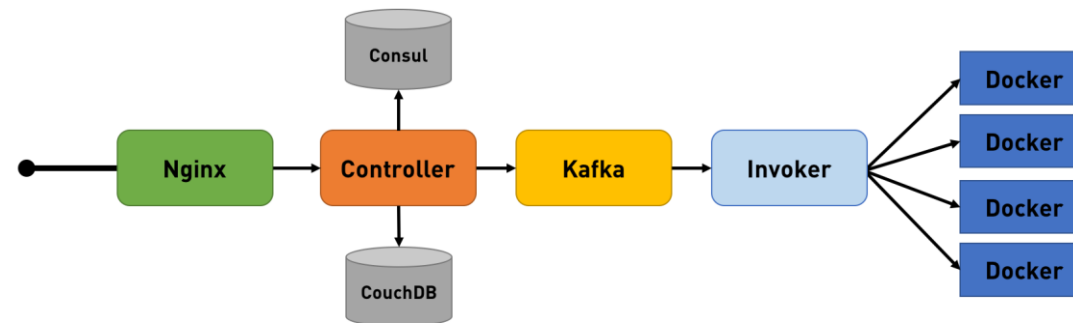 Consul
Nginx
Controller
Kafka
Invoker
CouchDB
Docker
Docker
Docker
Docker